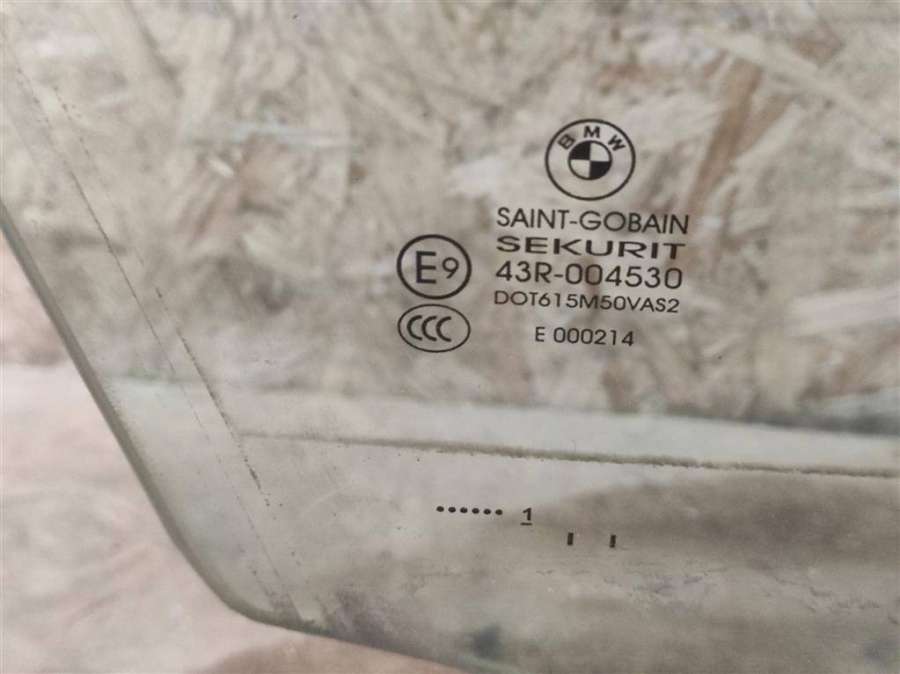 BMW
SAINT-GOBAIN
SEKURIT
E9
43R-004530
DOT615M50VAS2
CCC
E 000214
...... 1